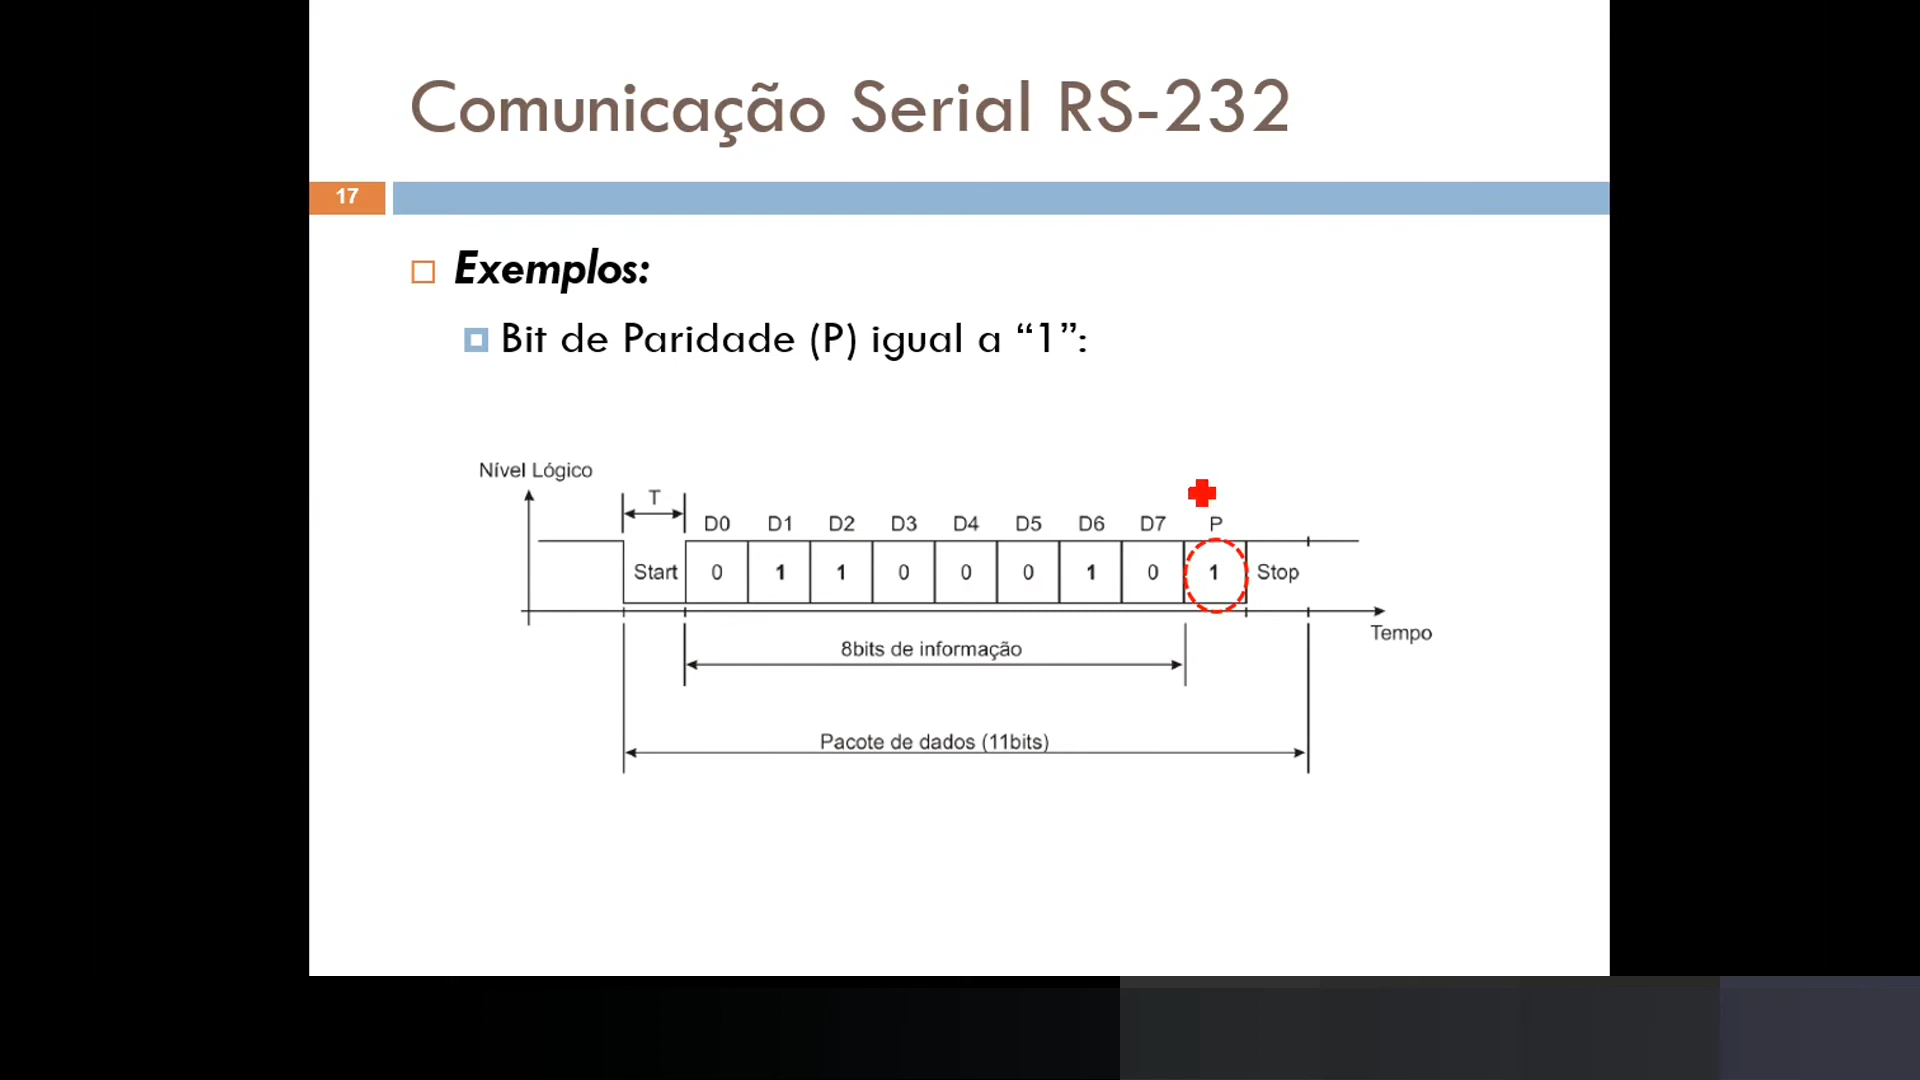 Comunicação Serial RS-232
17
Exemplos:
Bit de Paridade (P) igual a “1”:
Nível Lógico
T
D0 D1 D2 D3 D4 D5 D6 D7 P
Start 0 1 1 0 0 0 1 0 1 Stop
Tempo
8bits de informação
Pacote de dados (11bits)